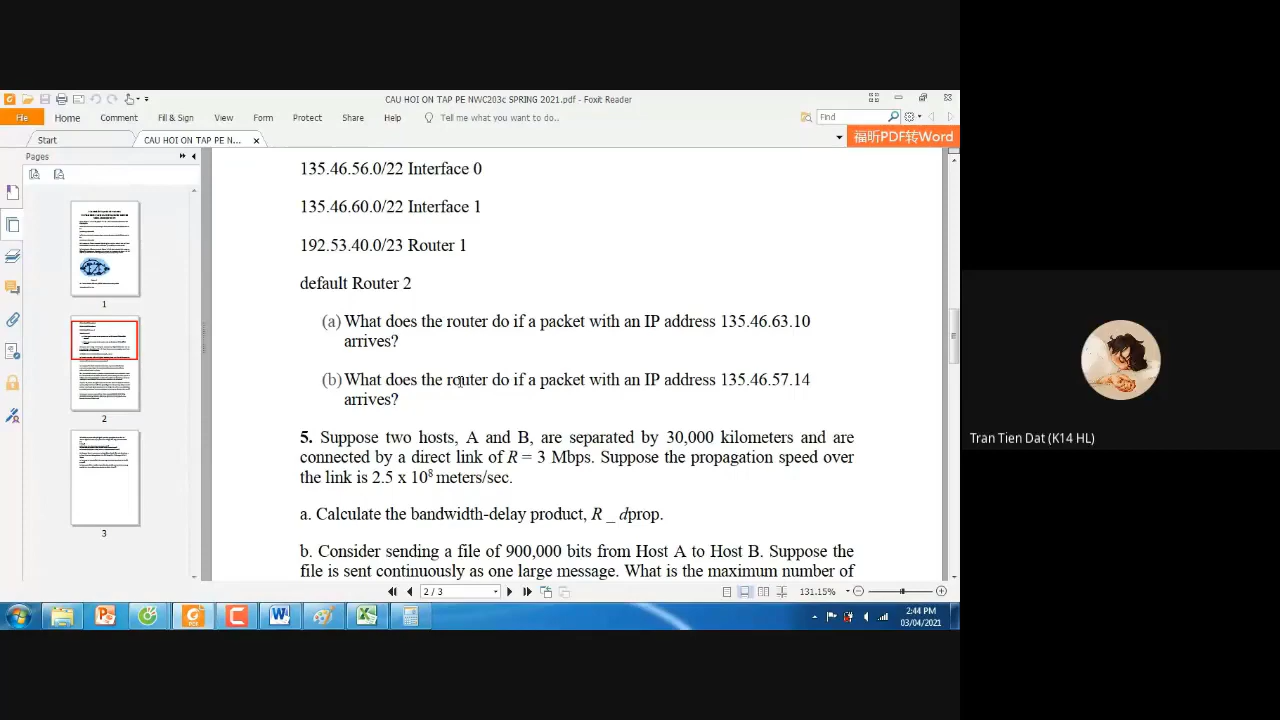 CAU HOI ON TAP PE NWC203c SPRING 2021.pdf - Foxit Reader
File Home Comment Fill & Sign View Form Protect Share Help Tell me what you want to do... Find
Start CAU HOI ON TAP PE N... 福昕PDF转Word
Pages
135.46.56.0/22 Interface 0
135.46.60.0/22 Interface 1
192.53.40.0/23 Router 1
default Router 2
(a) What does the router do if a packet with an IP address 135.46.63.10
arrives?
(b) What does the router do if a packet with an IP address 135.46.57.14
arrives?
5. Suppose two hosts, A and B, are separated by 30,000 kilometers and are
connected by a direct link of R = 3 Mbps. Suppose the propagation speed over
the link is 2.5 x 10⁸ meters/sec.
a. Calculate the bandwidth-delay product, R _ dprop.
b. Consider sending a file of 900,000 bits from Host A to Host B. Suppose the
file is sent continuously as one large message. What is the maximum number of
1
2
3
2 / 3
131.15%
2:44 PM
03/04/2021
Tran Tien Dat (K14 HL)